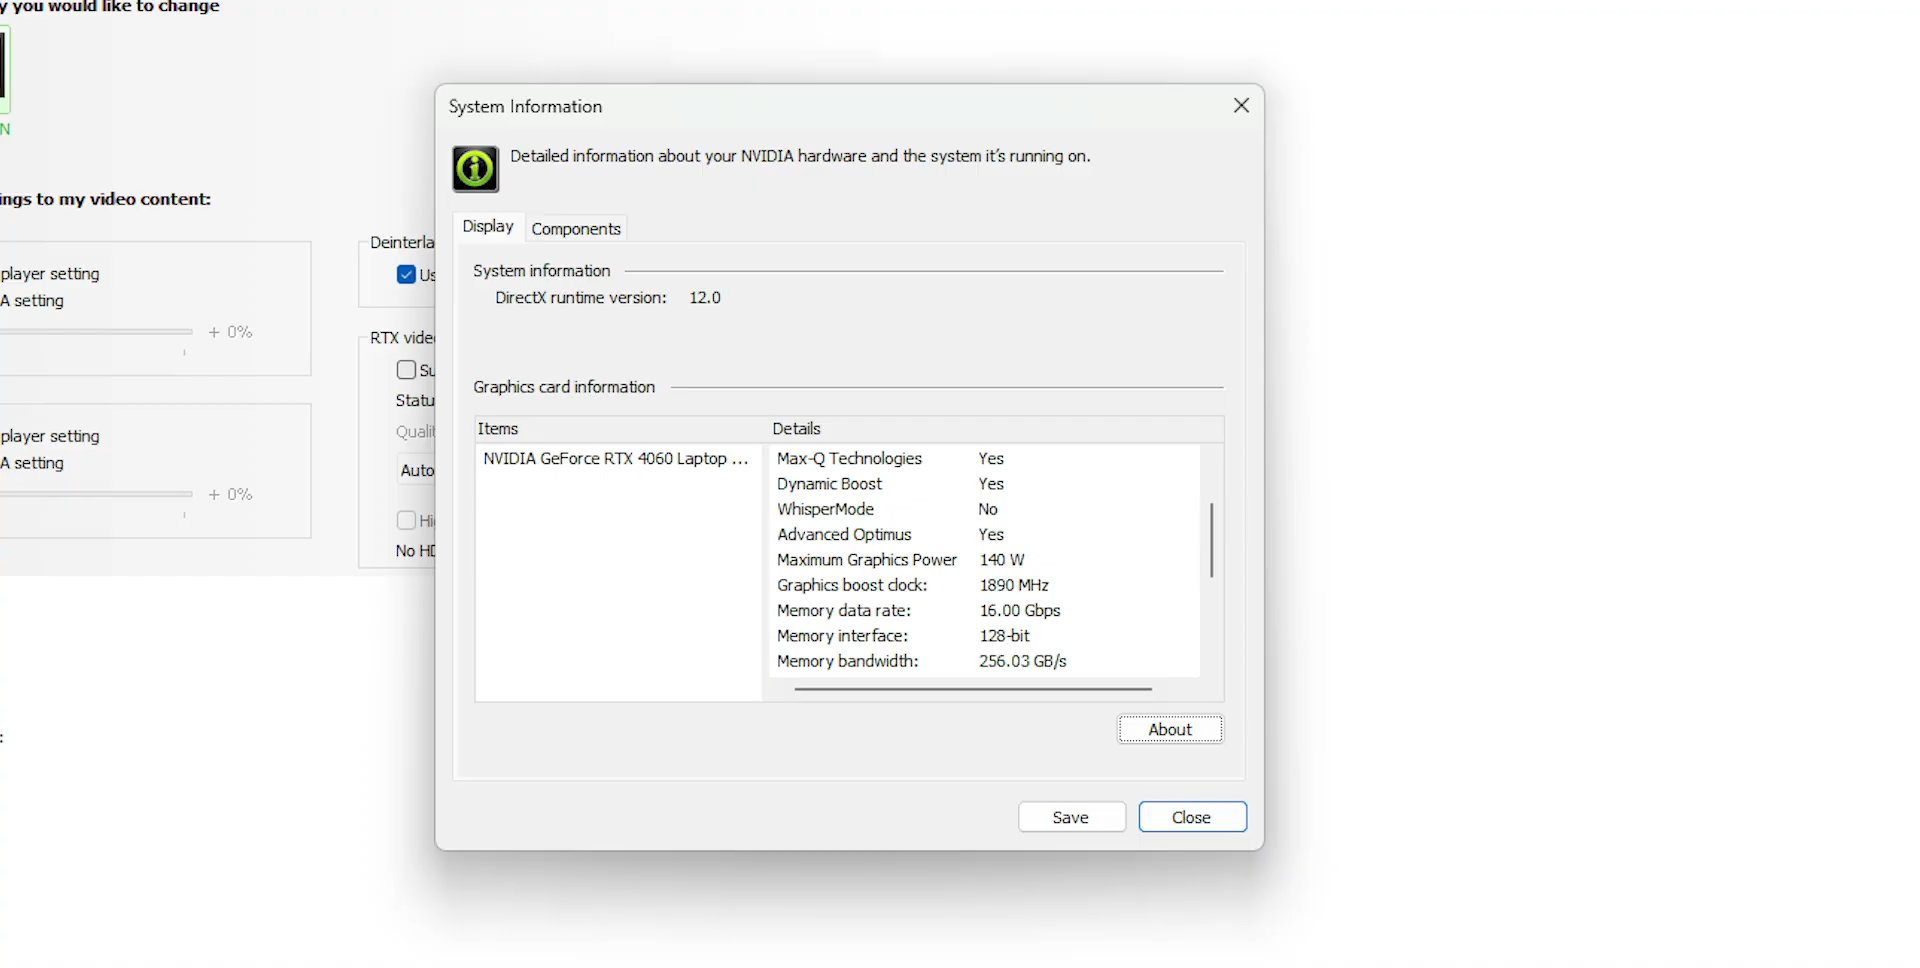 y you would like to change
N
System Information
Detailed information about your NVIDIA hardware and the system it's running on.
ings to my video content:
Display
Components
player setting
A setting
+ 0%
Deinterla
Us
System information
DirectX runtime version: 12.0
RTX vide
Su
Statu
Qualit
Auto
Hi
No HD
Graphics card information
Items Details
NVIDIA GeForce RTX 4060 Laptop ...
Max-Q Technologies Yes
Dynamic Boost Yes
WhisperMode No
Advanced Optimus Yes
Maximum Graphics Power 140 W
Graphics boost clock: 1890 MHz
Memory data rate: 16.00 Gbps
Memory interface: 128-bit
Memory bandwidth: 256.03 GB/s
player setting
A setting
+ 0%
:
About
Save
Close